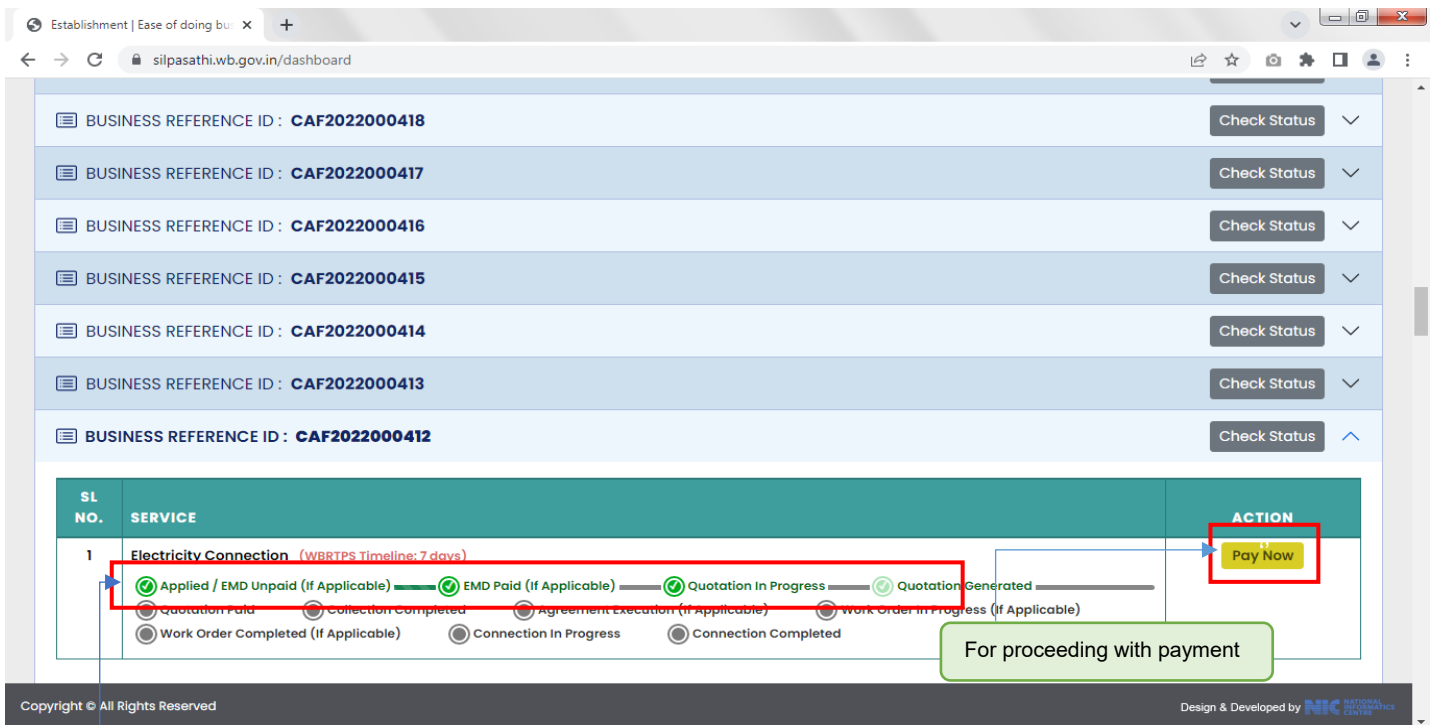 Establishment | Ease of doing bus
silpasathi.wb.gov.in/dashboard
BUSINESS REFERENCE ID : CAF2022000418 Check Status
BUSINESS REFERENCE ID : CAF2022000417 Check Status
BUSINESS REFERENCE ID : CAF2022000416 Check Status
BUSINESS REFERENCE ID : CAF2022000415 Check Status
BUSINESS REFERENCE ID : CAF2022000414 Check Status
BUSINESS REFERENCE ID : CAF2022000413 Check Status
BUSINESS REFERENCE ID : CAF2022000412 Check Status
SL NO. SERVICE ACTION
1 Electricity Connection (WBRTPS Timeline: 7 days) Pay Now
Applied / EMD Unpaid (If Applicable) EMD Paid (If Applicable) Quotation In Progress Quotation Generated
Quotation Paid Collection Completed Agreement Execution (If Applicable) Work Order In Progress (If Applicable)
Work Order Completed (If Applicable) Connection In Progress Connection Completed
For proceeding with payment
Copyright © All Rights Reserved Design & Developed by NIC NATIONAL INFORMATICS CENTRE